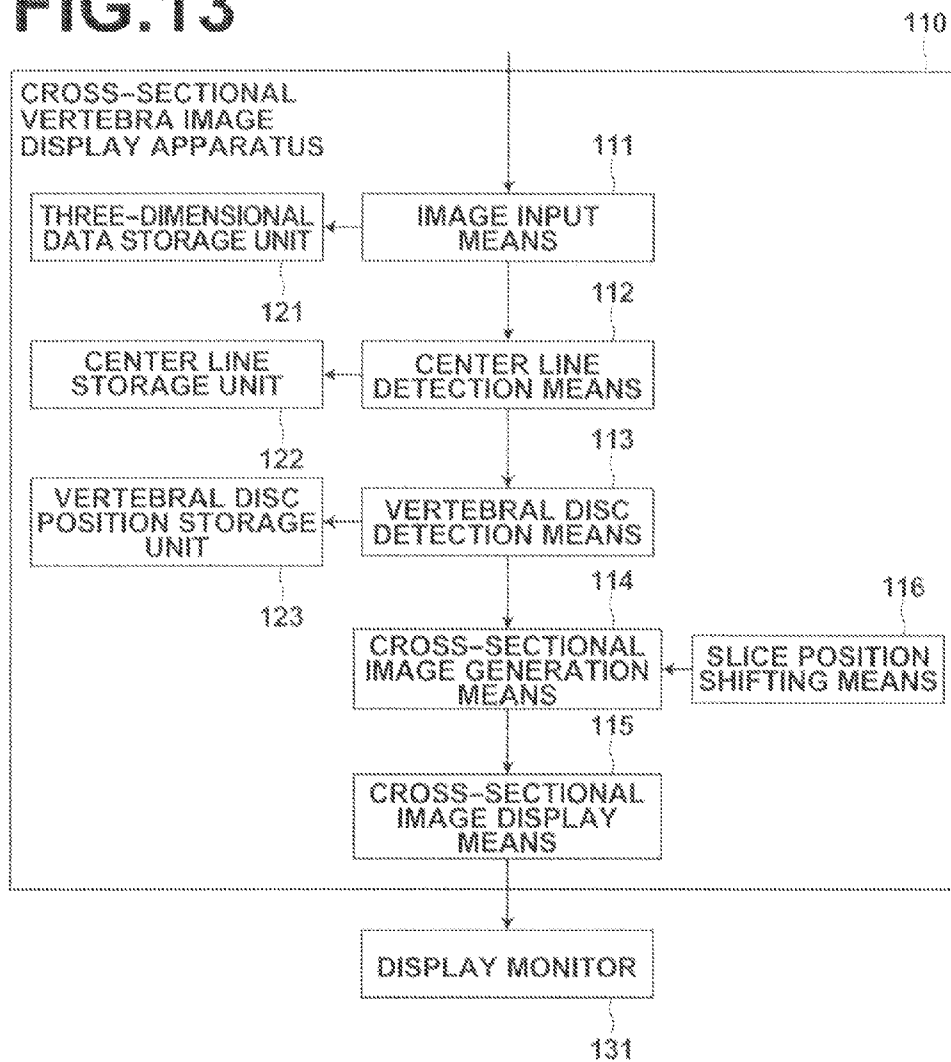 FIG.13
110
CROSS-SECTIONAL
VERTEBRA IMAGE
DISPLAY APPARATUS
111
THREE-DIMENSIONAL
DATA STORAGE UNIT
IMAGE INPUT
MEANS
121
112
CENTER LINE
STORAGE UNIT
CENTER LINE
DETECTION MEANS
122
113
VERTEBRAL DISC
POSITION STORAGE
UNIT
VERTEBRAL DISC
DETECTION MEANS
123
114
116
CROSS-SECTIONAL
IMAGE GENERATION
MEANS
SLICE POSITION
SHIFTING MEANS
115
CROSS-SECTIONAL
IMAGE DISPLAY
MEANS
DISPLAY MONITOR
131